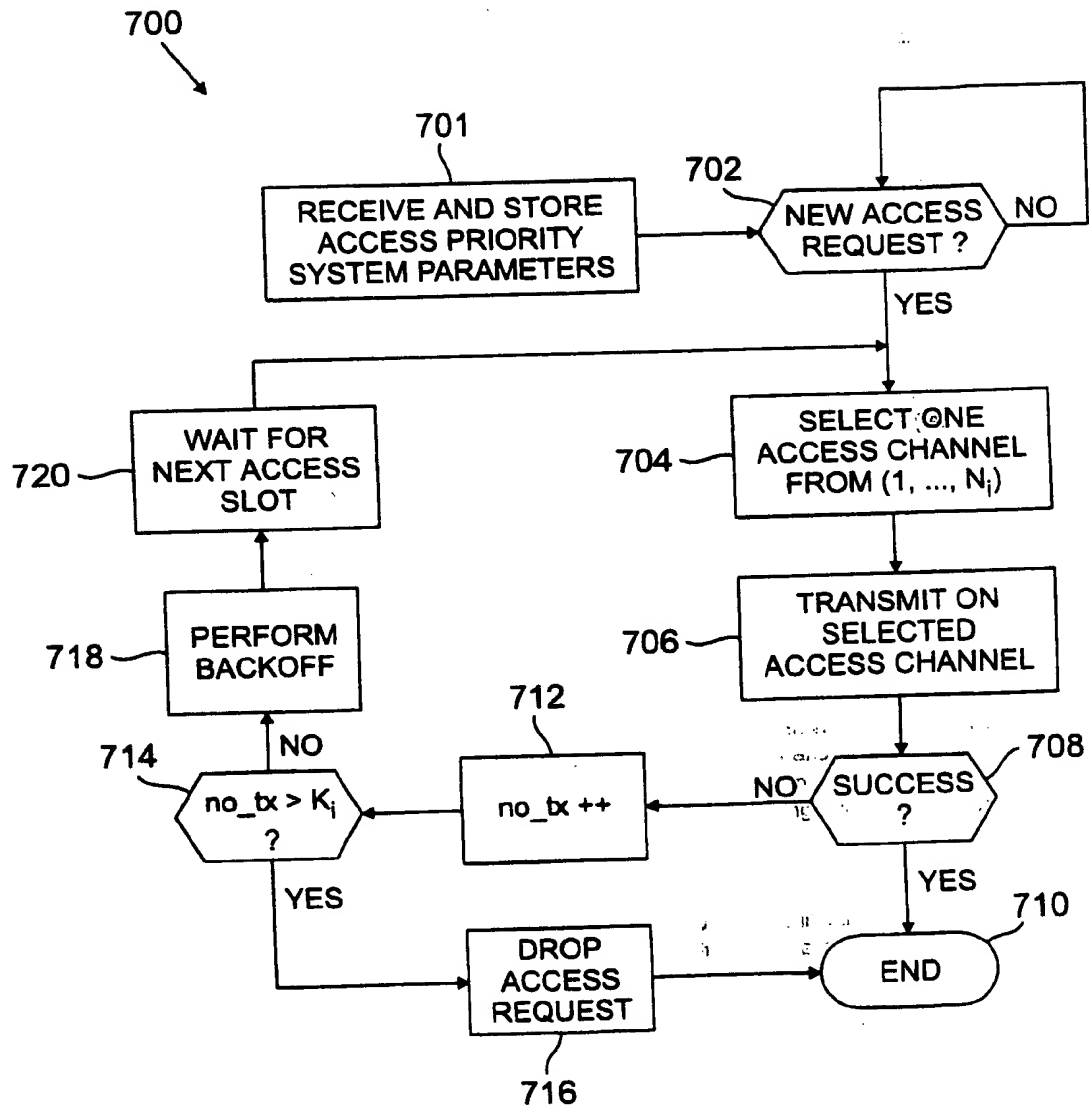 700
701
RECEIVE AND STORE
ACCESS PRIORITY
SYSTEM PARAMETERS
702
NEW ACCESS
REQUEST ?
NO
YES
720
WAIT FOR
NEXT ACCESS
SLOT
704
SELECT ONE
ACCESS CHANNEL
FROM (1, ..., Ni)
718
PERFORM
BACKOFF
706
TRANSMIT ON
SELECTED
ACCESS CHANNEL
714
NO
no_tx > Ki
?
YES
712
no_tx ++
NO
708
SUCCESS
?
YES
716
DROP
ACCESS
REQUEST
710
END